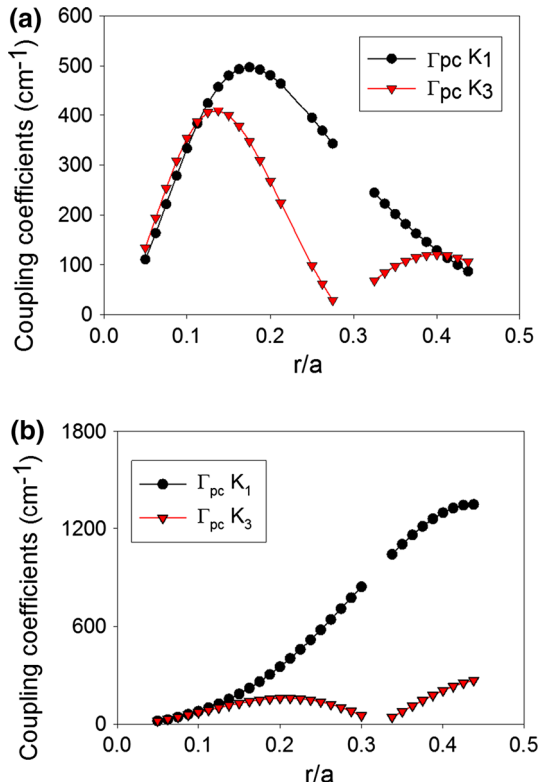 (a)
Coupling coefficients (cm⁻¹)
600
500
400
300
200
100
0
Γpc K₁
Γpc K₃
0.0 0.1 0.2 0.3 0.4 0.5
r/a
(b)
Coupling coefficients (cm⁻¹)
1800
1200
600
0
Γpc K₁
Γpc K₃
0.0 0.1 0.2 0.3 0.4 0.5
r/a